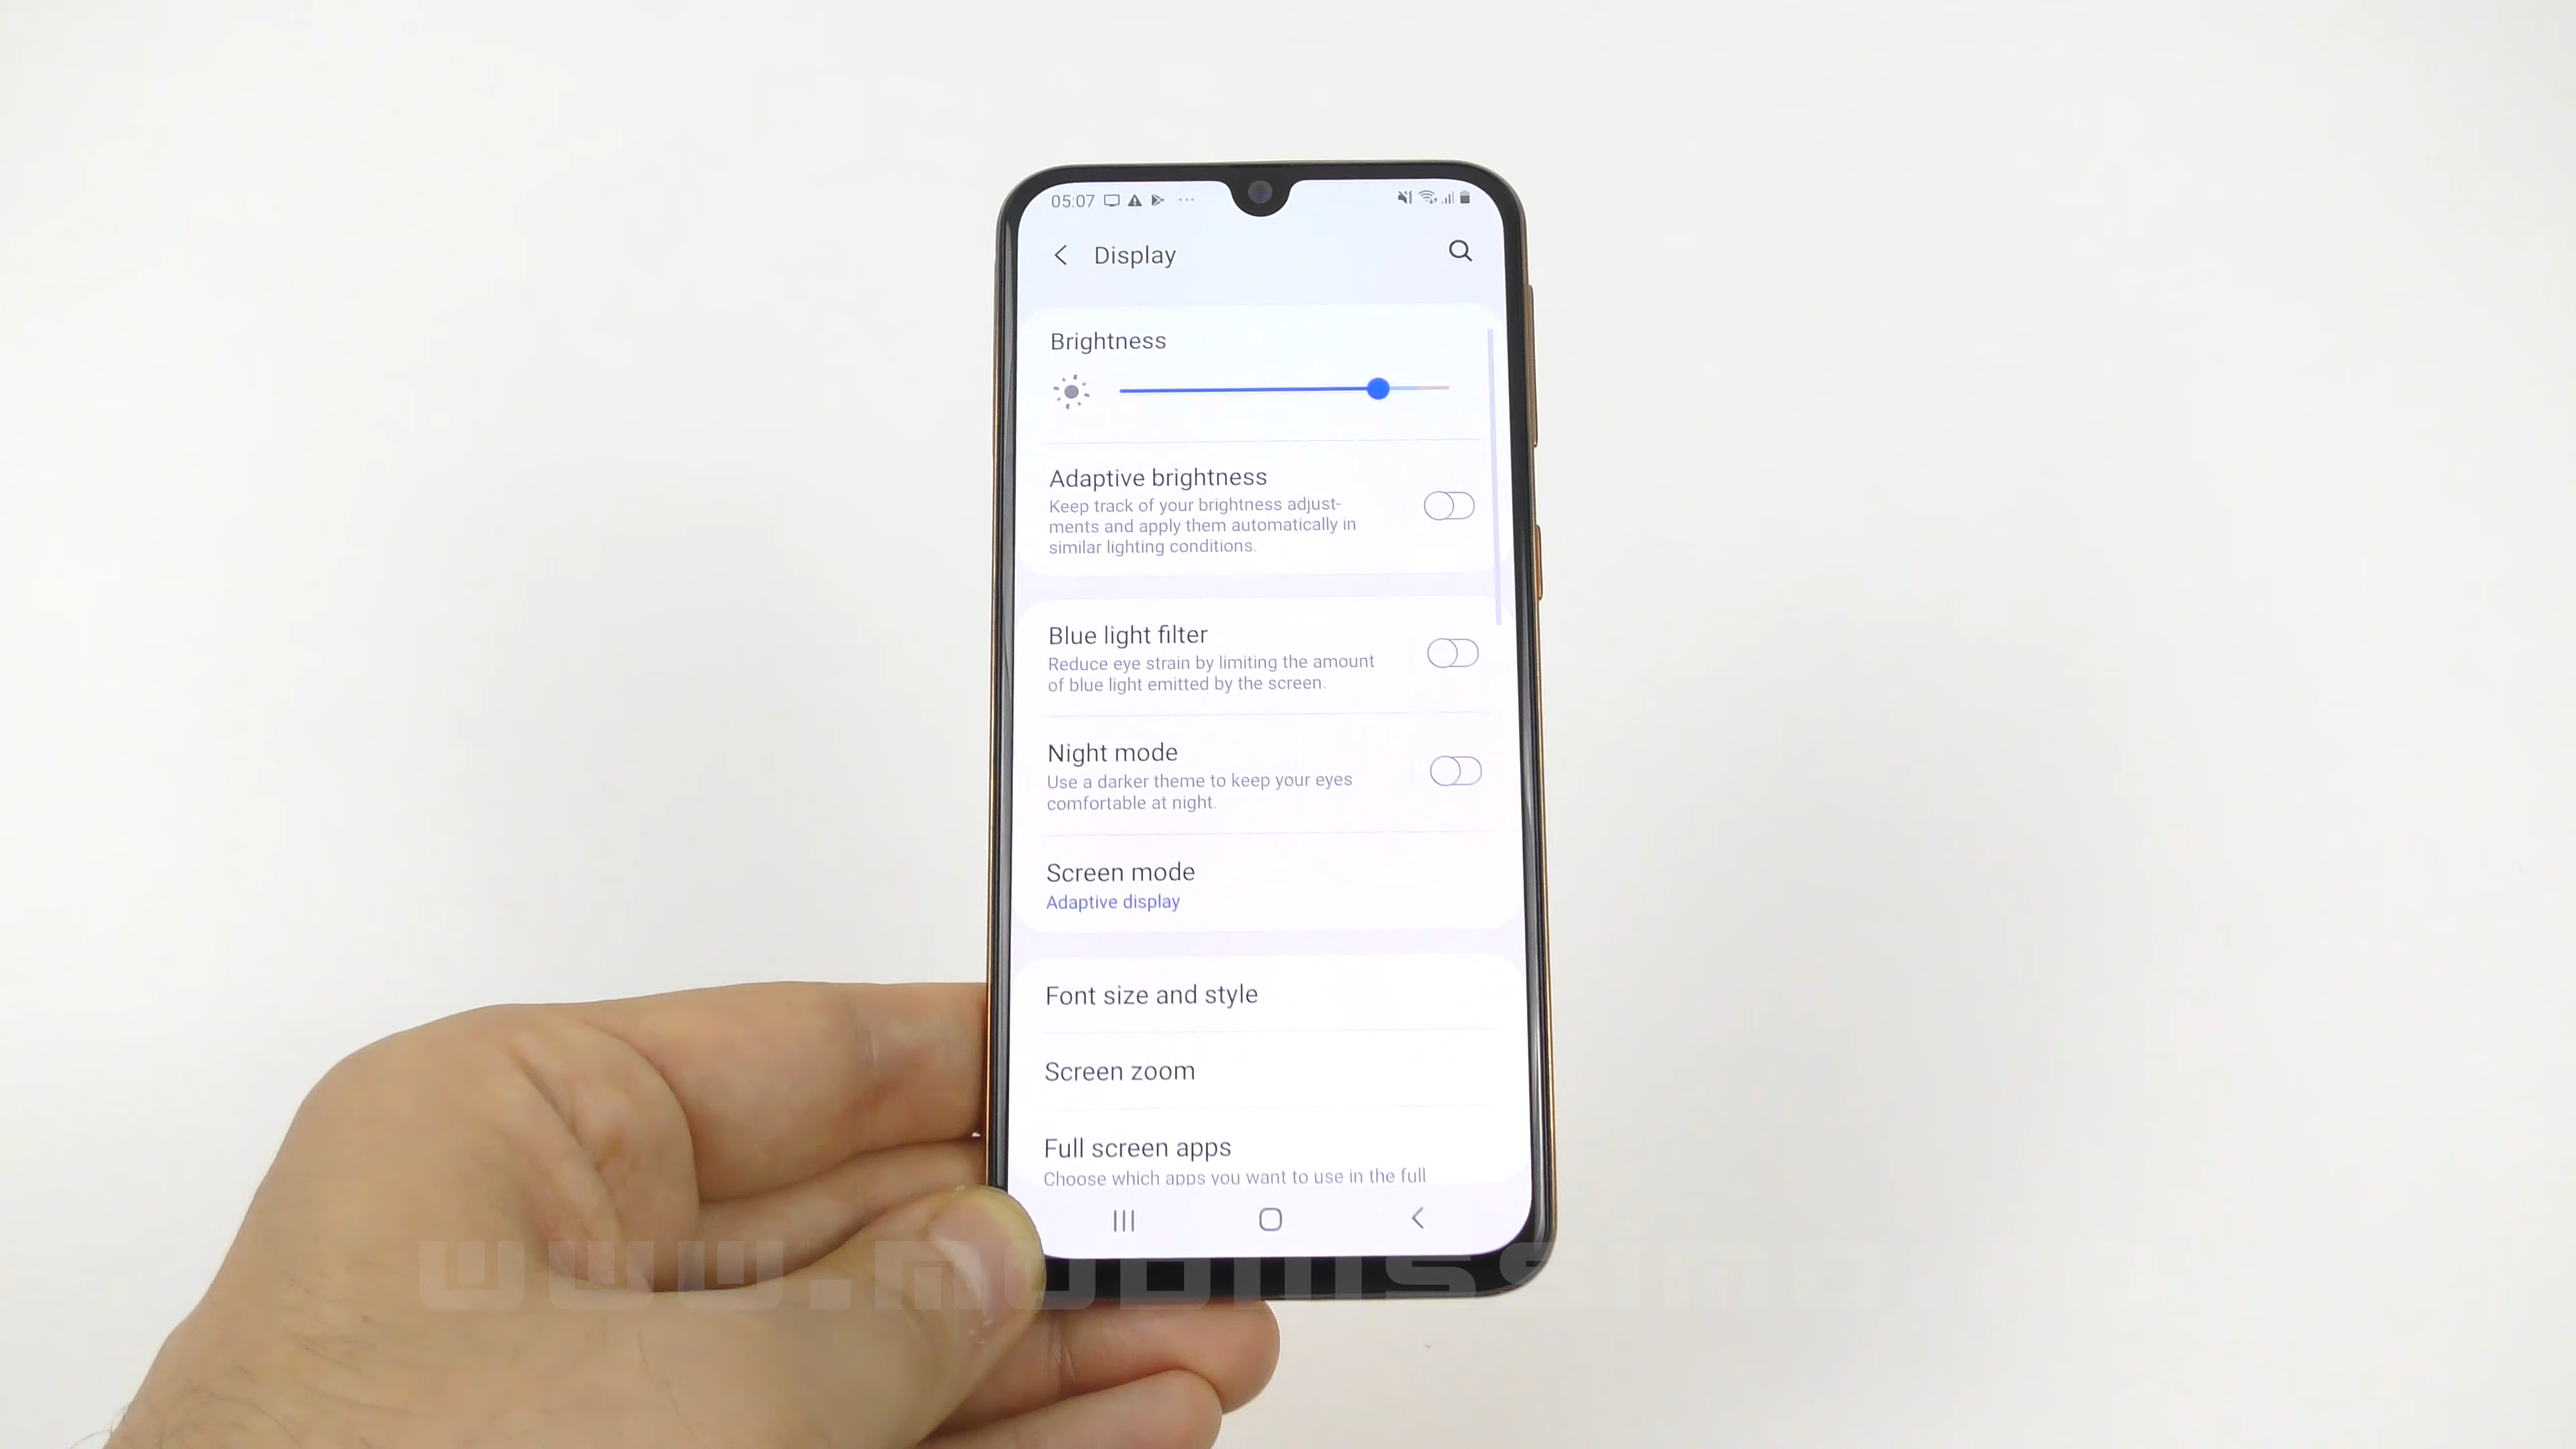 05:07
Display
Brightness
Adaptive brightness
Keep track of your brightness adjust-
ments and apply them automatically in
similar lighting conditions.
Blue light filter
Reduce eye strain by limiting the amount
of blue light emitted by the screen.
Night mode
Use a darker theme to keep your eyes
comfortable at night.
Screen mode
Adaptive display
Font size and style
Screen zoom
Full screen apps
Choose which apps you want to use in the full